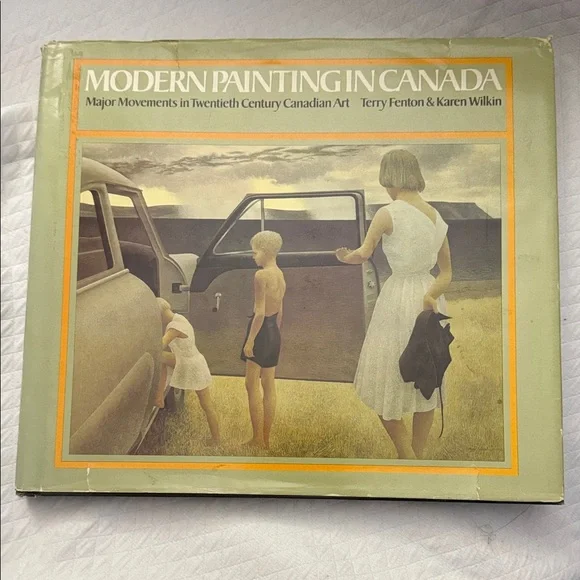 MODERN PAINTING IN CANADA
Major Movements in Twentieth Century Canadian Art Terry Fenton & Karen Wilkin